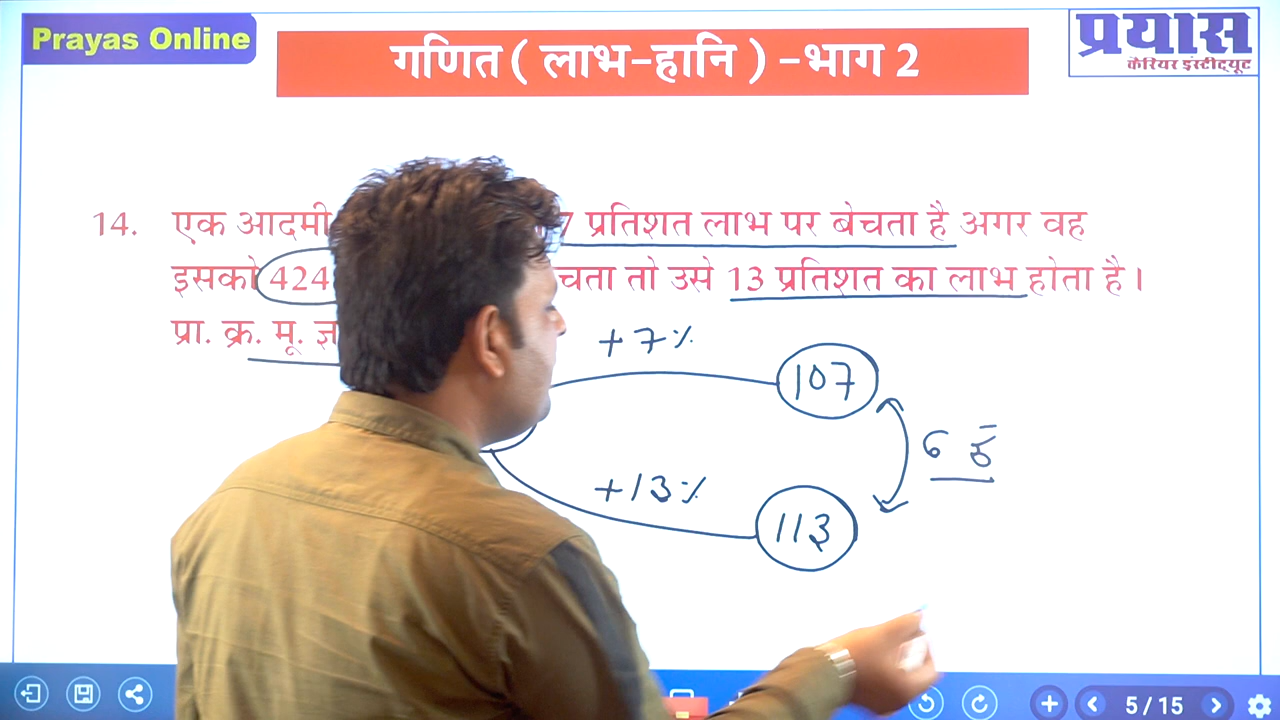 Prayas Online
गणित ( लाभ-हानि ) -भाग 2
प्रयास
कैरियर इंस्टीट्यूट
14. एक आदमी 7 प्रतिशत लाभ पर बेचता है अगर वह
इसको 424 चता तो उसे 13 प्रतिशत का लाभ होता है।
प्रा. क्र. मू.
+7%
107
6 इ
+13%
113
5 / 15